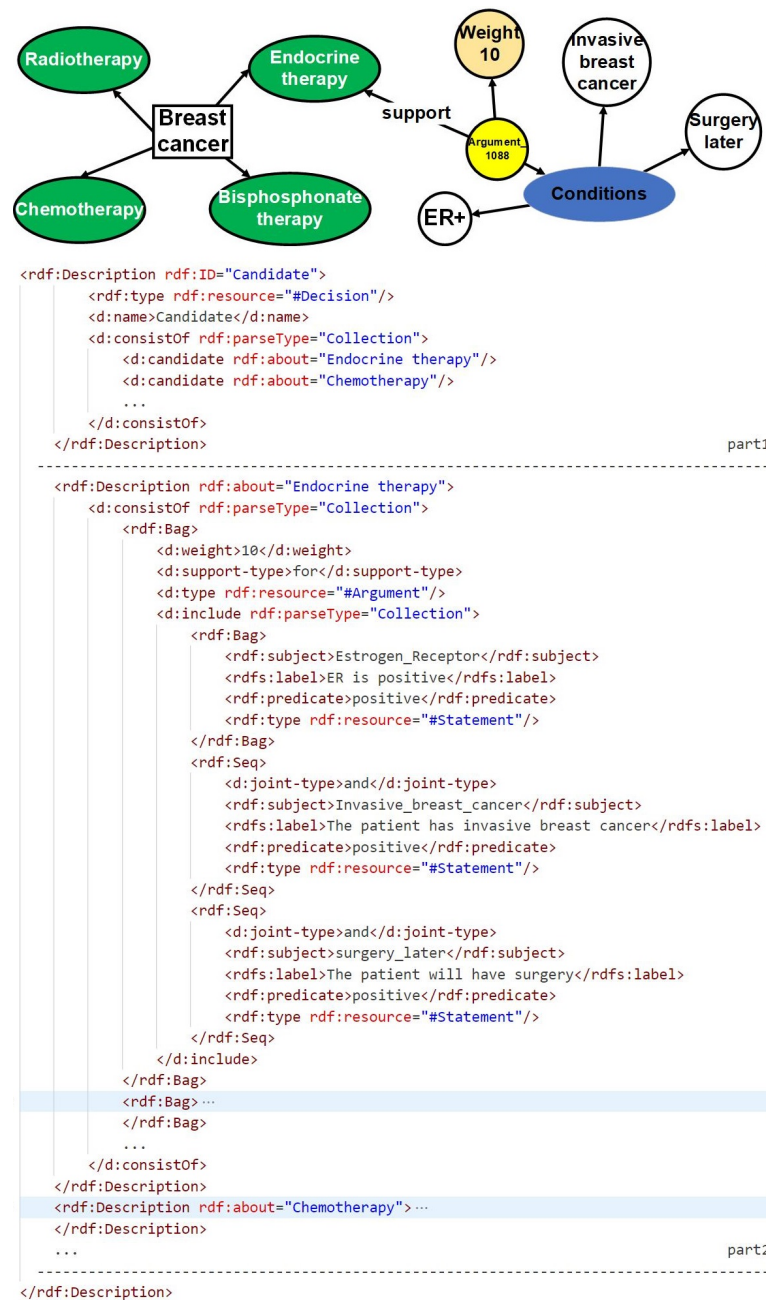 Radiotherapy
Endocrine
therapy
Weight
10
Invasive
breast
cancer
Breast
cancer
support
Argument_
1088
Surgery
later
Chemotherapy
Bisphosphonate
therapy
ER+
Conditions
<rdf:Description rdf:ID="Candidate">
<rdf:type rdf:resource="#Decision"/>
<d:name>Candidate</d:name>
<d:consistOf rdf:parseType="Collection">
<d:candidate rdf:about="Endocrine therapy"/>
<d:candidate rdf:about="Chemotherapy"/>
...
</d:consistOf>
</rdf:Description> part1
<rdf:Description rdf:about="Endocrine therapy">
<d:consistOf rdf:parseType="Collection">
<rdf:Bag>
<d:weight>10</d:weight>
<d:support-type>for</d:support-type>
<d:type rdf:resource="#Argument"/>
<d:include rdf:parseType="Collection">
<rdf:Bag>
<rdf:subject>Estrogen_Receptor</rdf:subject>
<rdfs:label>ER is positive</rdfs:label>
<rdf:predicate>positive</rdf:predicate>
<rdf:type rdf:resource="#Statement"/>
</rdf:Bag>
<rdf:Seq>
<d:joint-type>and</d:joint-type>
<rdf:subject>Invasive_breast_cancer</rdf:subject>
<rdfs:label>The patient has invasive breast cancer</rdfs:label>
<rdf:predicate>positive</rdf:predicate>
<rdf:type rdf:resource="#Statement"/>
</rdf:Seq>
<rdf:Seq>
<d:joint-type>and</d:joint-type>
<rdf:subject>surgery_later</rdf:subject>
<rdfs:label>The patient will have surgery</rdfs:label>
<rdf:predicate>positive</rdf:predicate>
<rdf:type rdf:resource="#Statement"/>
</rdf:Seq>
</d:include>
</rdf:Bag>
<rdf:Bag>...
</rdf:Bag>
...
</d:consistOf>
</rdf:Description>
<rdf:Description rdf:about="Chemotherapy">...
</rdf:Description>
... part2
</rdf:Description>